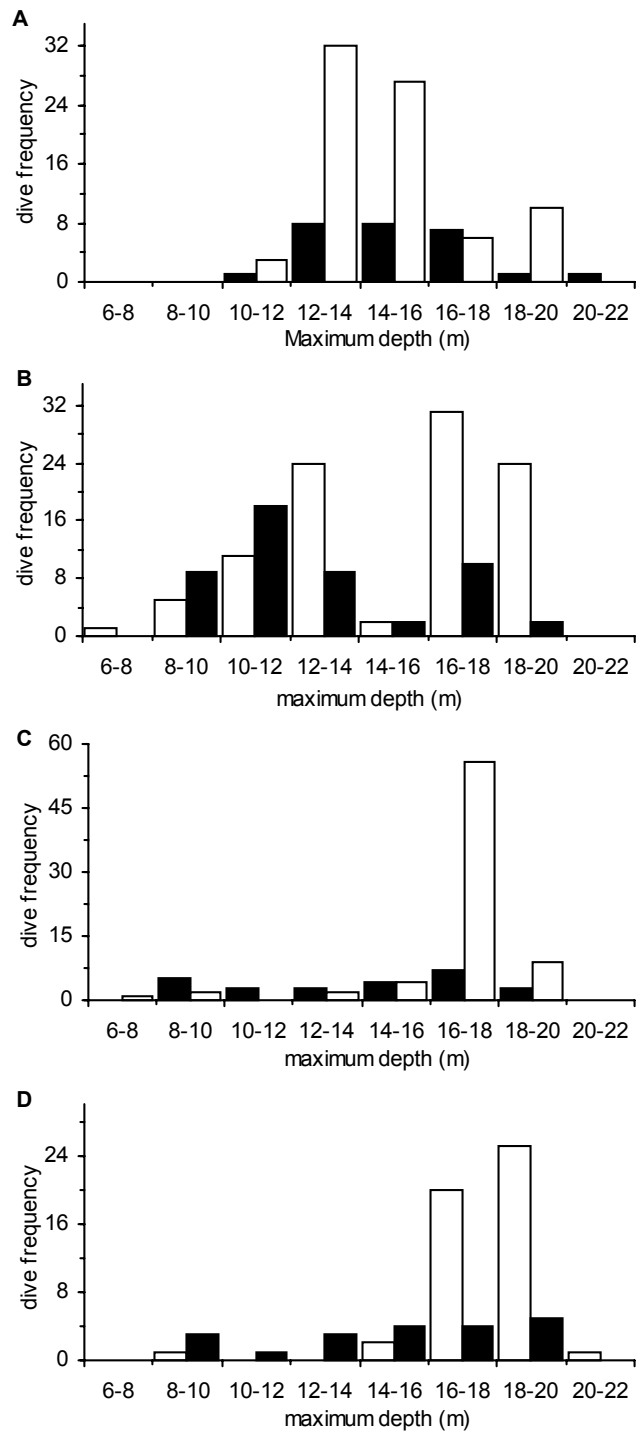 A
32
24
16
8
0
dive frequency
6-8 8-10 10-12 12-14 14-16 16-18 18-20 20-22
Maximum depth (m)
B
32
24
16
8
0
dive frequency
6-8 8-10 10-12 12-14 14-16 16-18 18-20 20-22
maximum depth (m)
C
60
45
30
15
0
dive frequency
6-8 8-10 10-12 12-14 14-16 16-18 18-20 20-22
maximum depth (m)
D
24
16
8
0
dive frequency
6-8 8-10 10-12 12-14 14-16 16-18 18-20 20-22
maximum depth (m)